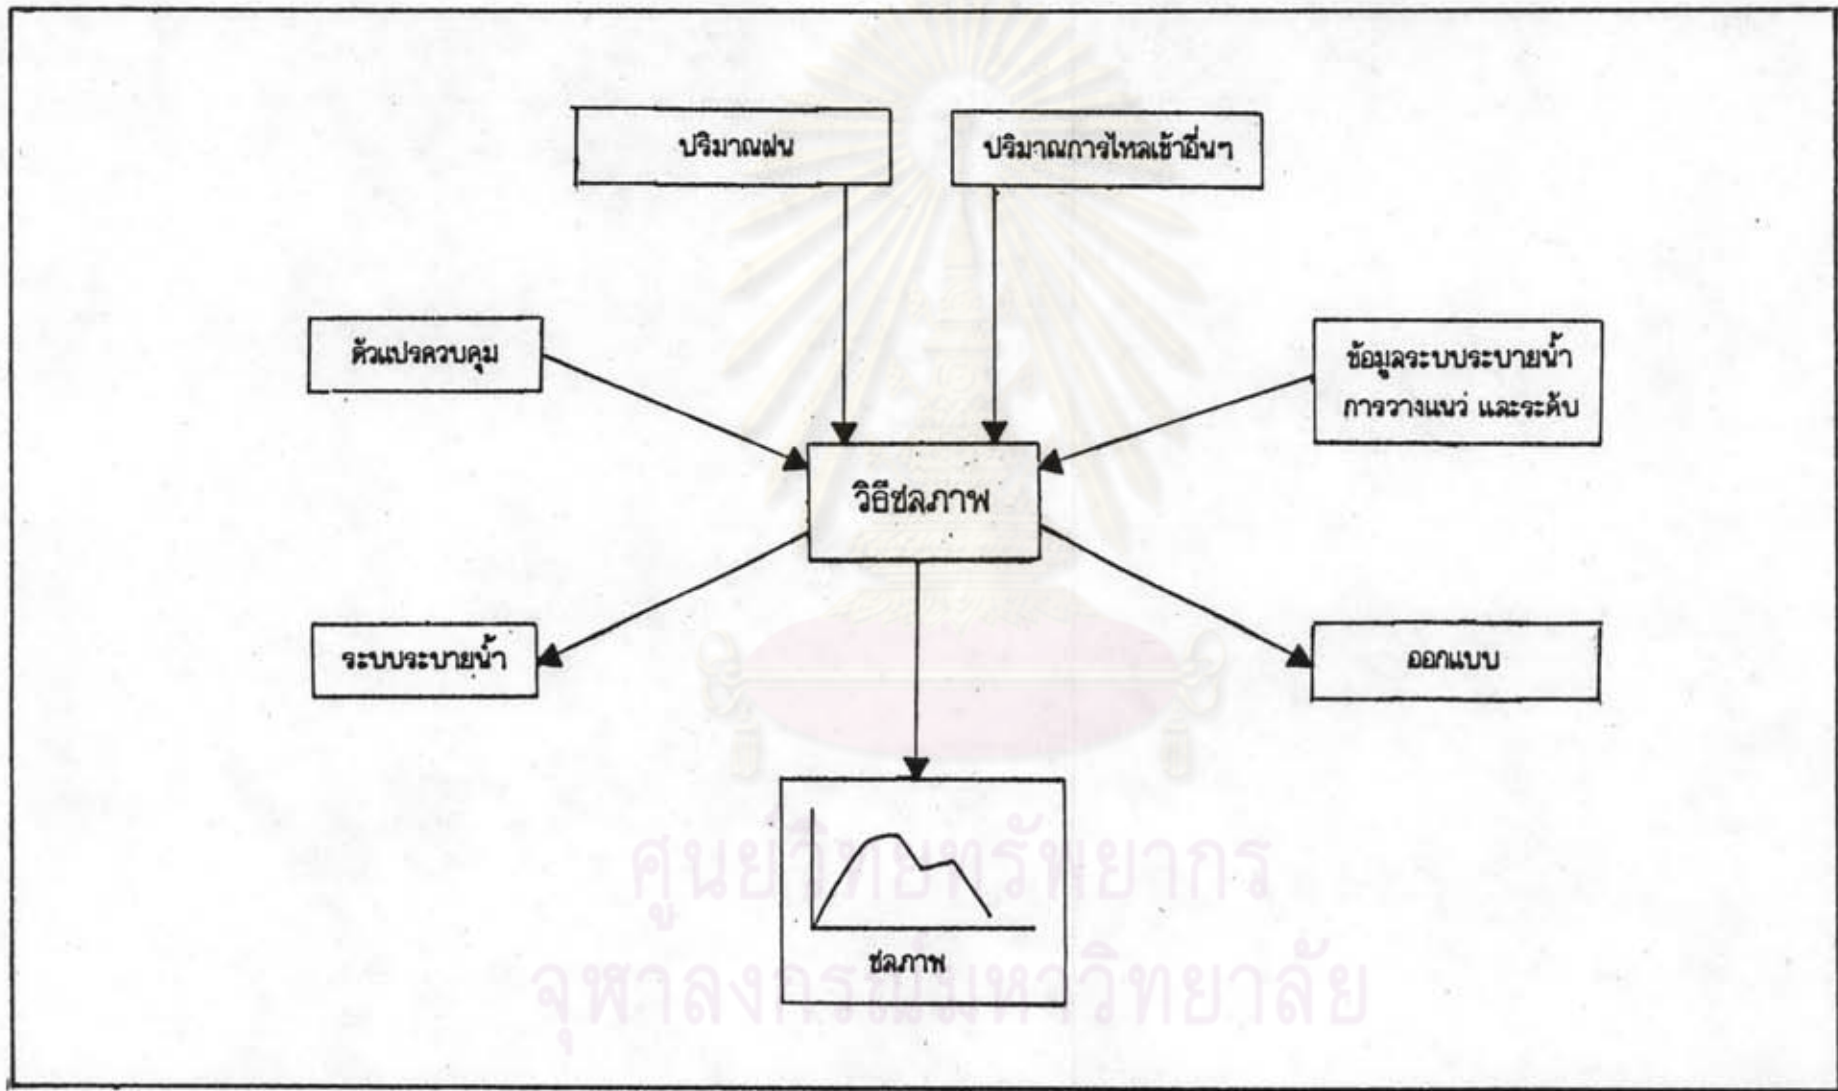 ปริมาณฝน
ปริมาณการไหลเข้าอื่นๆ
ตัวแปรควบคุม
ข้อมูลระบบระบายน้ำ
การวางแนว และระดับ
วิธีชลภาพ
ระบบระบายน้ำ
ออกแบบ
ชลภาพ
ศูนย์วิทยทรัพยากร
จุฬาลงกรณ์มหาวิทยาลัย